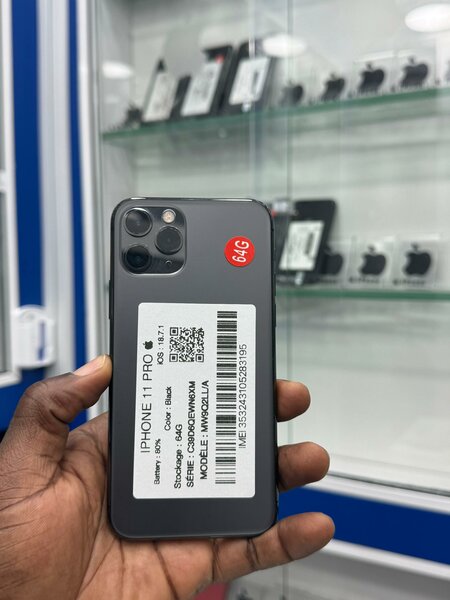 64G
IPHONE 11 PRO
iOS : 18.7.1
Battery : 80% Color : Black
Stockage : 64G
SÉRIE : C39D6QEWN6XM
MODÈLE : MW9Q2LL/A
IMEI 353243105283195